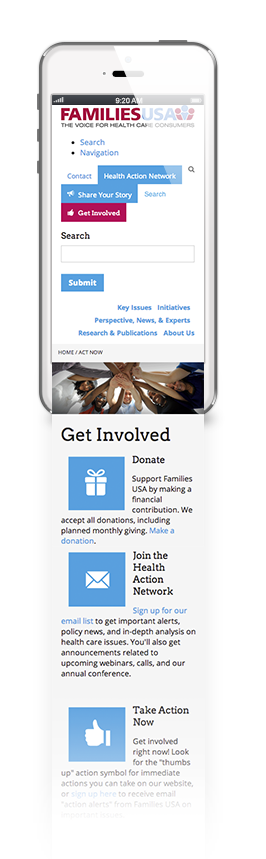 9:20 AM
FAMILIESUSA
THE VOICE FOR HEALTH CARE CONSUMERS
Search
Navigation
Contact
Health Action Network
Share Your Story
Search
Get Involved
Search
Submit
Key Issues Initiatives
Perspective, News, & Experts
Research & Publications About Us
HOME / ACT NOW
Get Involved
Donate
Support Families
USA by making a
financial
contribution. We
accept all donations, including
planned monthly giving. Make a
donation.
Join the
Health
Action
Network
Sign up for our
email list to get important alerts,
policy news, and in-depth analysis on
health care issues. You'll also get
announcements related to
upcoming webinars, calls, and our
annual conference.
Take Action
Now
Get involved
right now! Look
for the "thumbs
up" action symbol for immediate
actions you can take on our website,
or sign up here to receive email
"action alerts" from Families USA on
important issues.